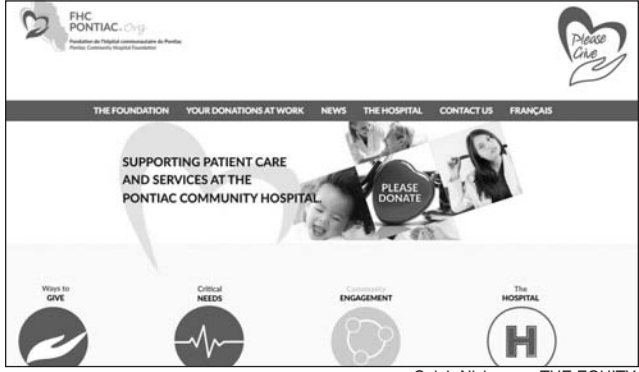 FHC
PONTIAC.Org
Fondation de l'hôpital communautaire du Pontiac
Pontiac Community Hospital Foundation
Please
Give
THE FOUNDATION YOUR DONATIONS AT WORK NEWS THE HOSPITAL CONTACT US FRANÇAIS
SUPPORTING PATIENT CARE
AND SERVICES AT THE
PONTIAC COMMUNITY HOSPITAL.
PLEASE
DONATE
Ways to
GIVE
Critical
NEEDS
Community
ENGAGEMENT
The
HOSPITAL
H
THE EQUITY